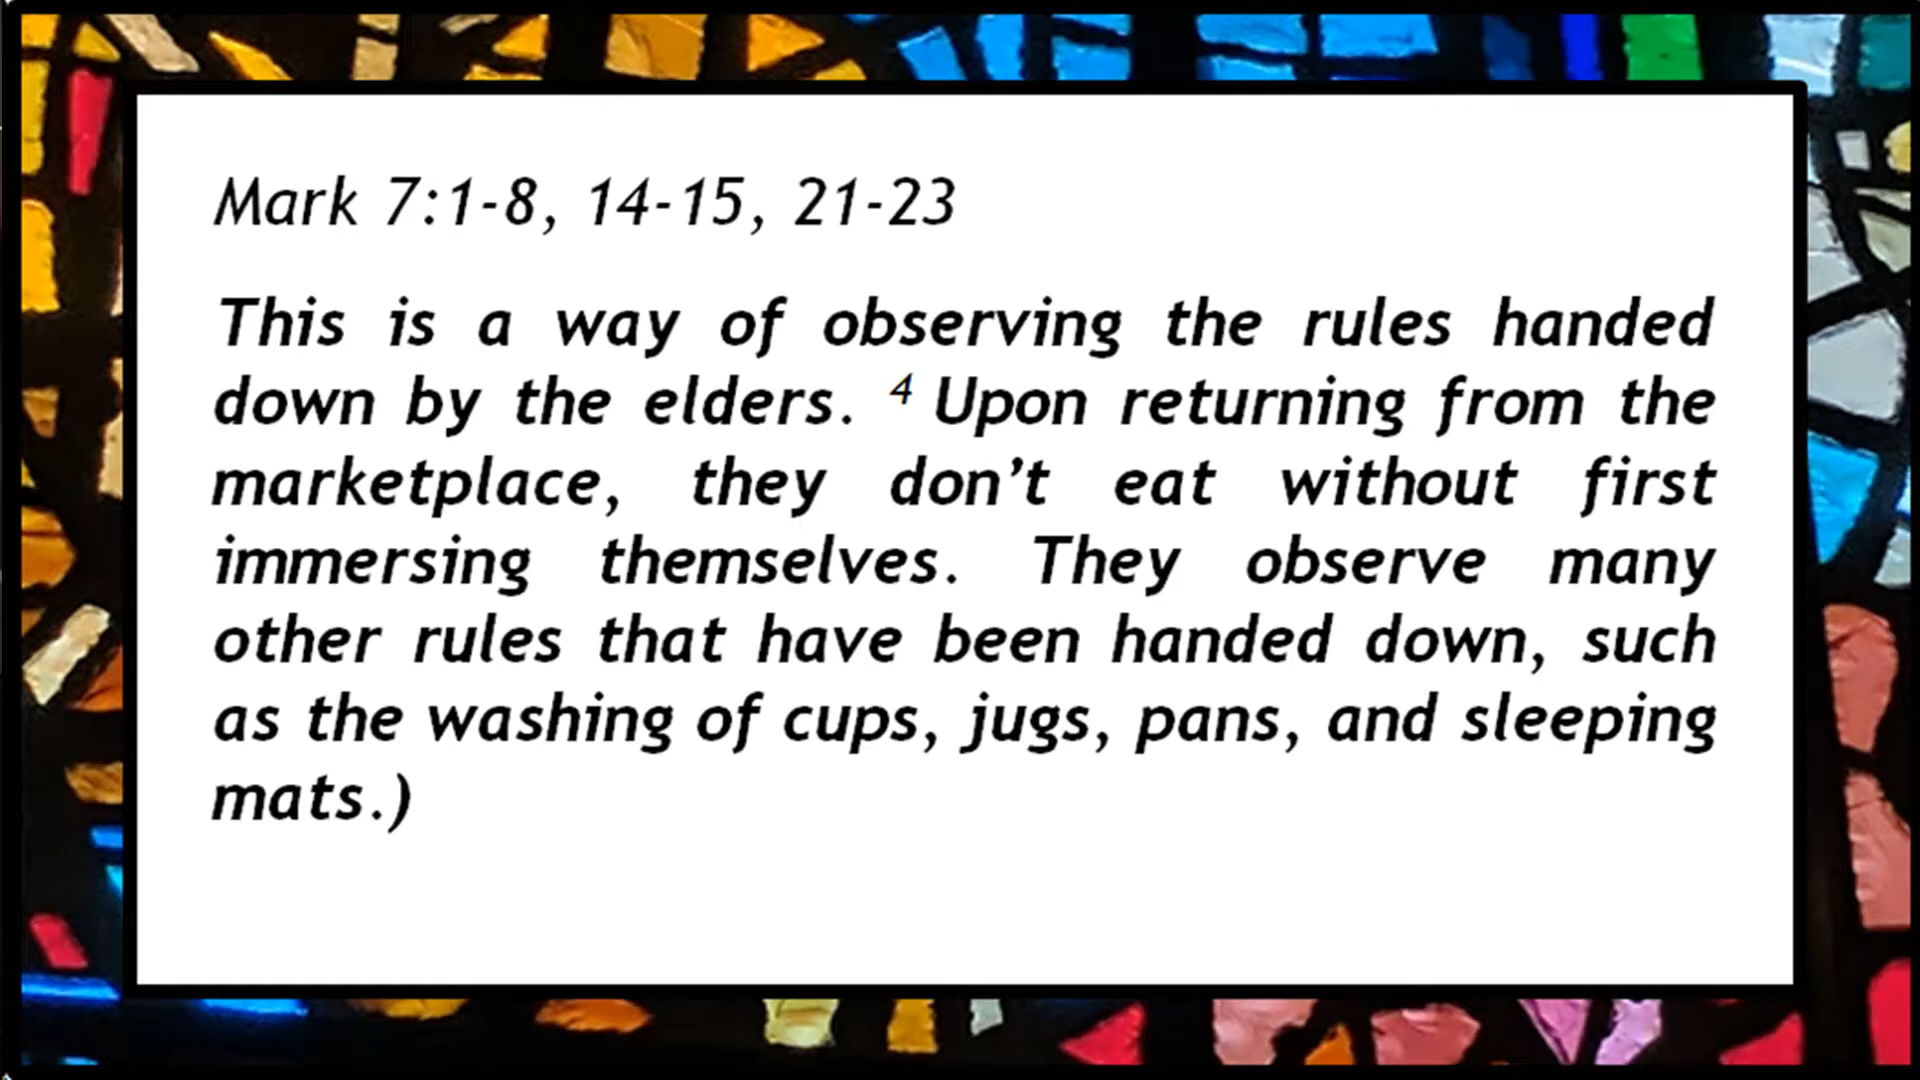 Mark 7:1-8, 14-15, 21-23
This is a way of observing the rules handed
down by the elders. 4 Upon returning from the
marketplace, they don’t eat without first
immersing themselves. They observe many
other rules that have been handed down, such
as the washing of cups, jugs, pans, and sleeping
mats.)